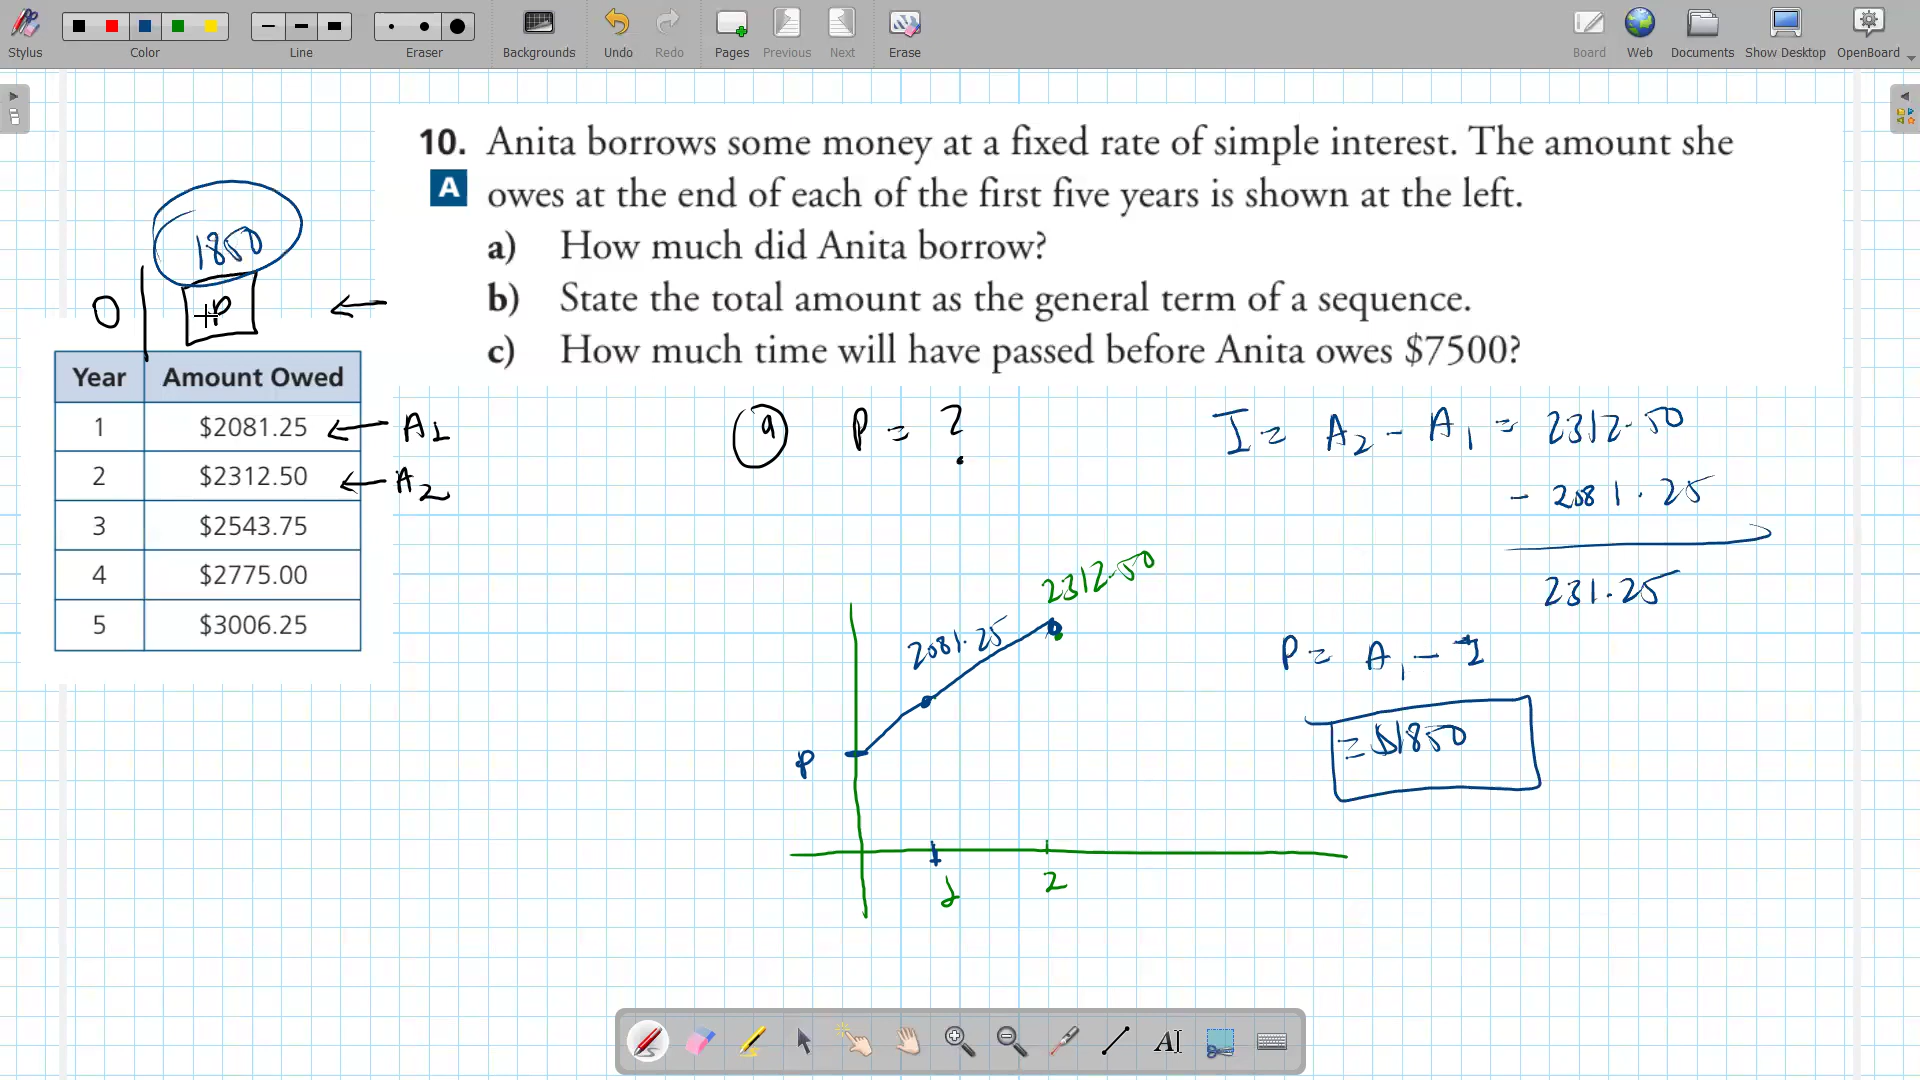 Stylus Color Line Eraser Backgrounds Undo Redo Pages Previous Next Erase Board Web Documents Show Desktop OpenBoard
10. Anita borrows some money at a fixed rate of simple interest. The amount she
A owes at the end of each of the first five years is shown at the left.
a) How much did Anita borrow?
b) State the total amount as the general term of a sequence.
c) How much time will have passed before Anita owes $7500?
1850
0 P ←
Year Amount Owed
1 $2081.25 ← A1
2 $2312.50 ← A2
3 $2543.75
4 $2775.00
5 $3006.25
a P = ?
I = A2 - A1 = 2312.50
- 2081.25
231.25
P = A1 - I
= $1850
2312.50
2081.25
P
1 2
AI